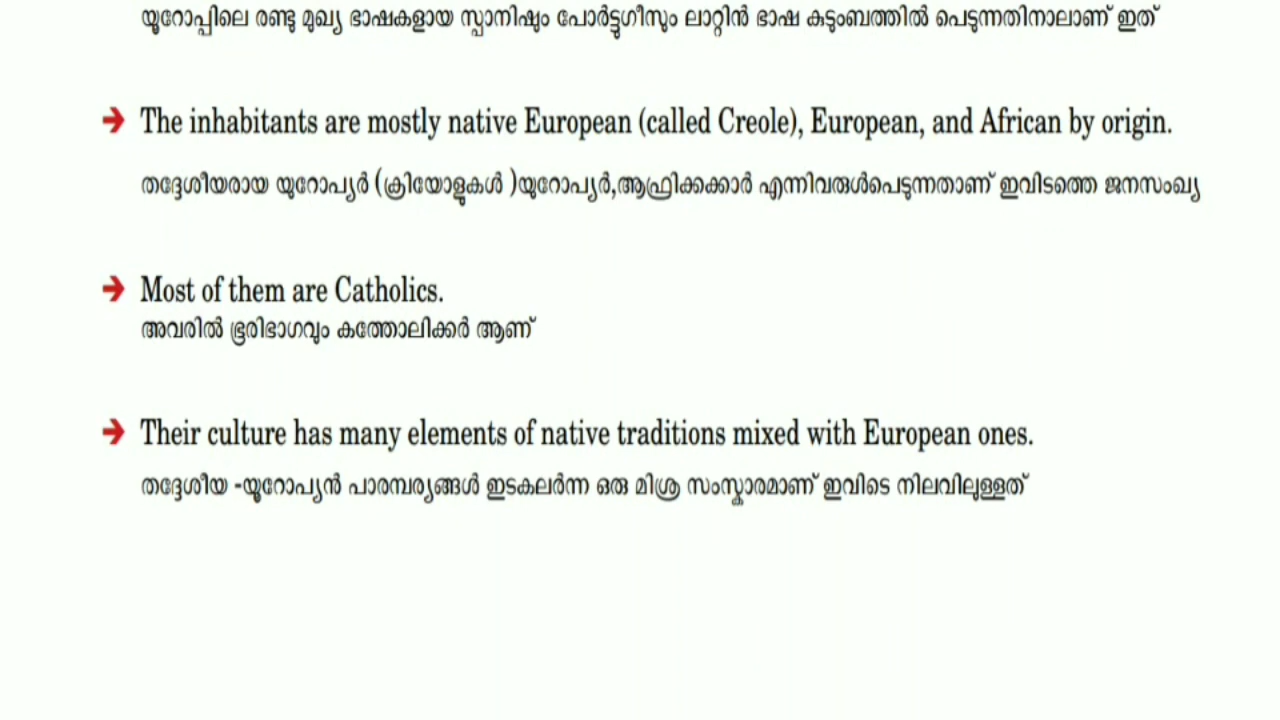 യൂറോപ്പിലെ രണ്ടു മുഖ്യ ഭാഷകളായ സ്പാനിഷും പോർട്ടുഗീസും ലാറ്റിൻ ഭാഷ കുടുംബത്തിൽ പെടുന്നതിനാലാണ് ഇത്
➔ The inhabitants are mostly native European (called Creole), European, and African by origin.
തദ്ദേശീയരായ യുറോപ്യർ (ക്രിയോളുകൾ )യുറോപ്യർ,ആഫ്രിക്കക്കാർ എന്നിവരുൾപെടുന്നതാണ് ഇവിടത്തെ ജനസംഖ്യ
➔ Most of them are Catholics.
അവരിൽ ഭൂരിഭാഗവും കത്തോലിക്കർ ആണ്
➔ Their culture has many elements of native traditions mixed with European ones.
തദ്ദേശീയ -യൂറോപ്യൻ പാരമ്പര്യങ്ങൾ ഇടകലർന്ന ഒരു മിശ്ര സംസ്കാരമാണ് ഇവിടെ നിലവിലുള്ളത്